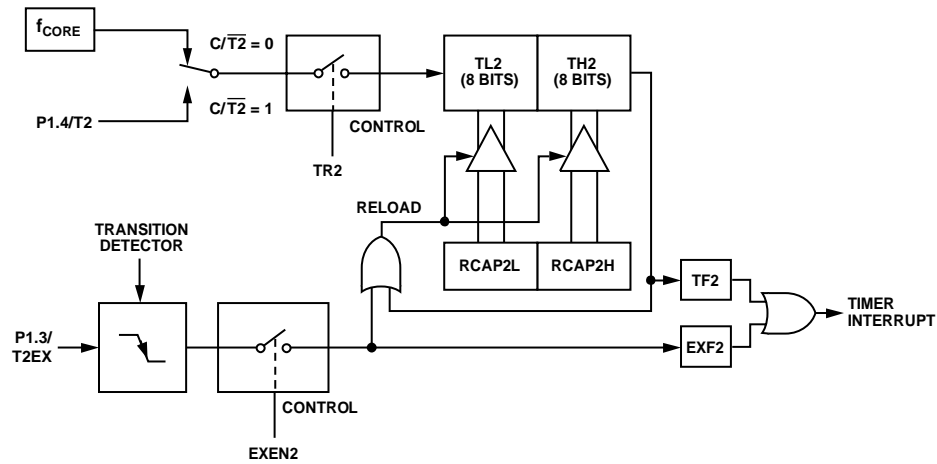 fCORE
C/T2̅ = 0
C/T2̅ = 1
P1.4/T2
CONTROL
TR2
TL2
(8 BITS)
TH2
(8 BITS)
RELOAD
TRANSITION
DETECTOR
RCAP2L
RCAP2H
TF2
TIMER
INTERRUPT
P1.3/
T2EX
EXF2
CONTROL
EXEN2